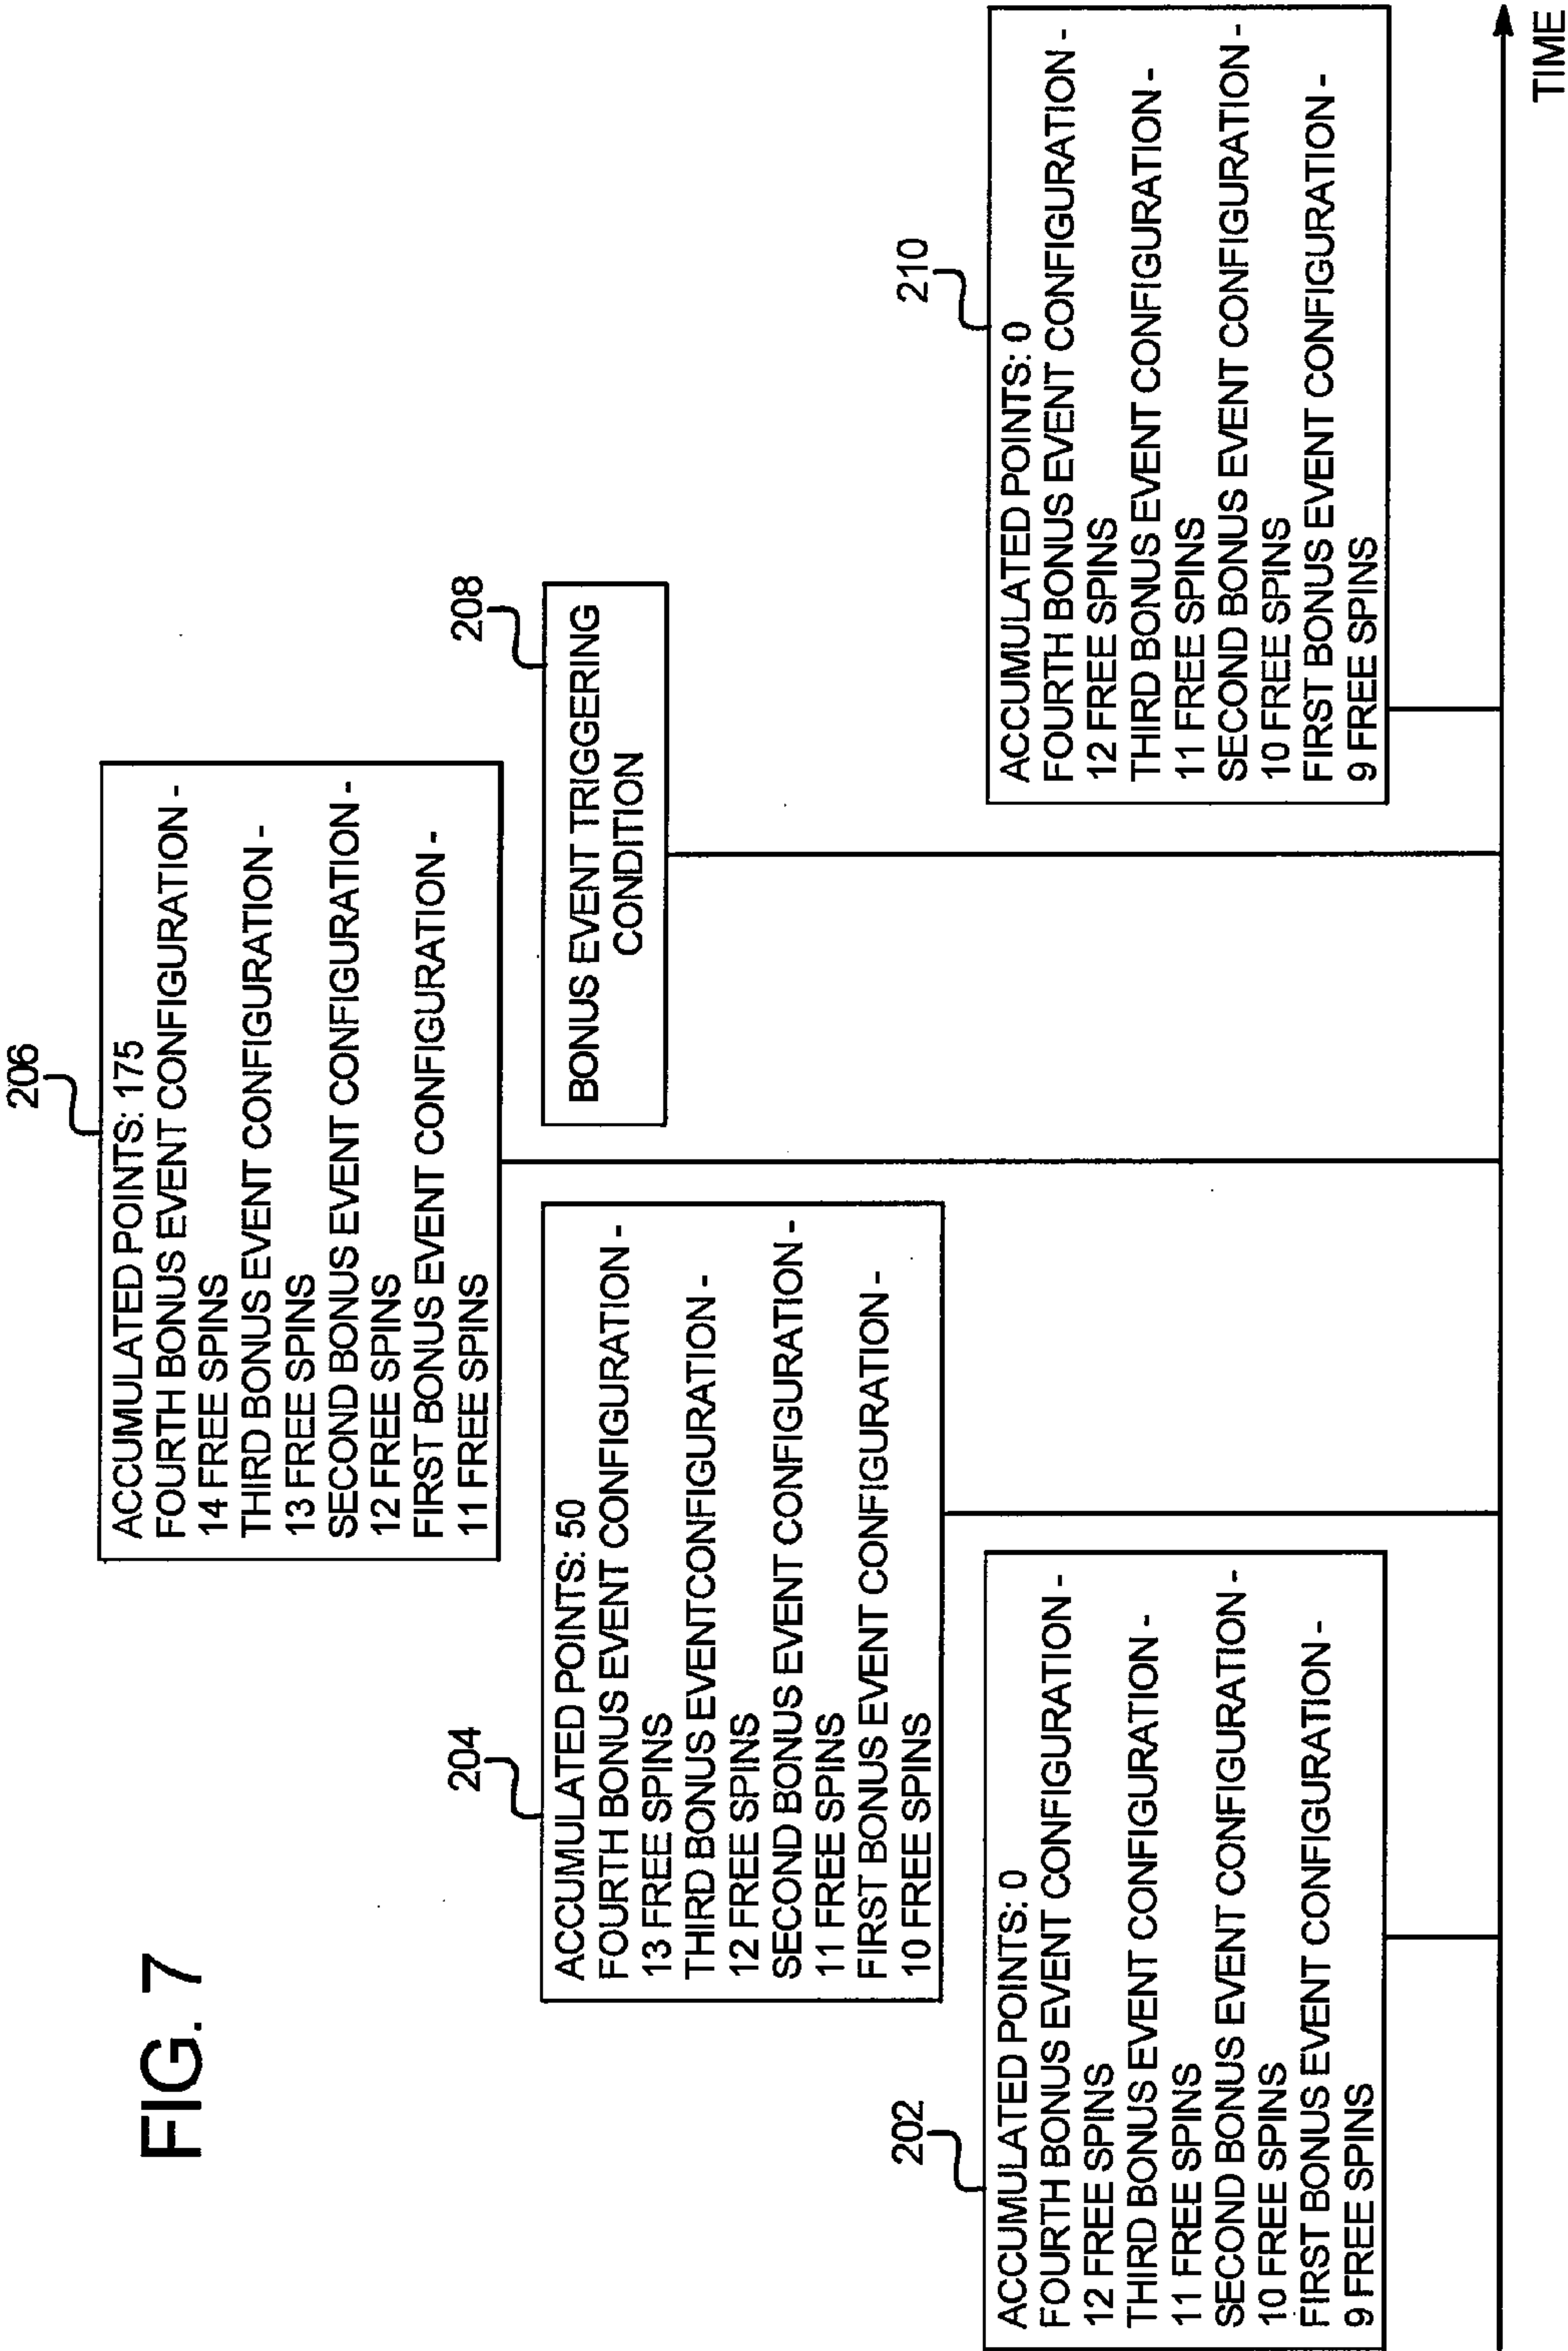 FIG. 7
202
ACCUMULATED POINTS: 0
FOURTH BONUS EVENT CONFIGURATION -
12 FREE SPINS
THIRD BONUS EVENT CONFIGURATION -
11 FREE SPINS
SECOND BONUS EVENT CONFIGURATION -
10 FREE SPINS
FIRST BONUS EVENT CONFIGURATION -
9 FREE SPINS
204
ACCUMULATED POINTS: 50
FOURTH BONUS EVENT CONFIGURATION -
13 FREE SPINS
THIRD BONUS EVENTCONFIGURATION -
12 FREE SPINS
SECOND BONUS EVENT CONFIGURATION -
11 FREE SPINS
FIRST BONUS EVENT CONFIGURATION -
10 FREE SPINS
206
ACCUMULATED POINTS: 175
FOURTH BONUS EVENT CONFIGURATION -
14 FREE SPINS
THIRD BONUS EVENT CONFIGURATION -
13 FREE SPINS
SECOND BONUS EVENT CONFIGURATION -
12 FREE SPINS
FIRST BONUS EVENT CONFIGURATION -
11 FREE SPINS
208
BONUS EVENT TRIGGERING
CONDITION
210
ACCUMULATED POINTS: 0
FOURTH BONUS EVENT CONFIGURATION -
12 FREE SPINS
THIRD BONUS EVENT CONFIGURATION -
11 FREE SPINS
SECOND BONUS EVENT CONFIGURATION -
10 FREE SPINS
FIRST BONUS EVENT CONFIGURATION -
9 FREE SPINS
TIME